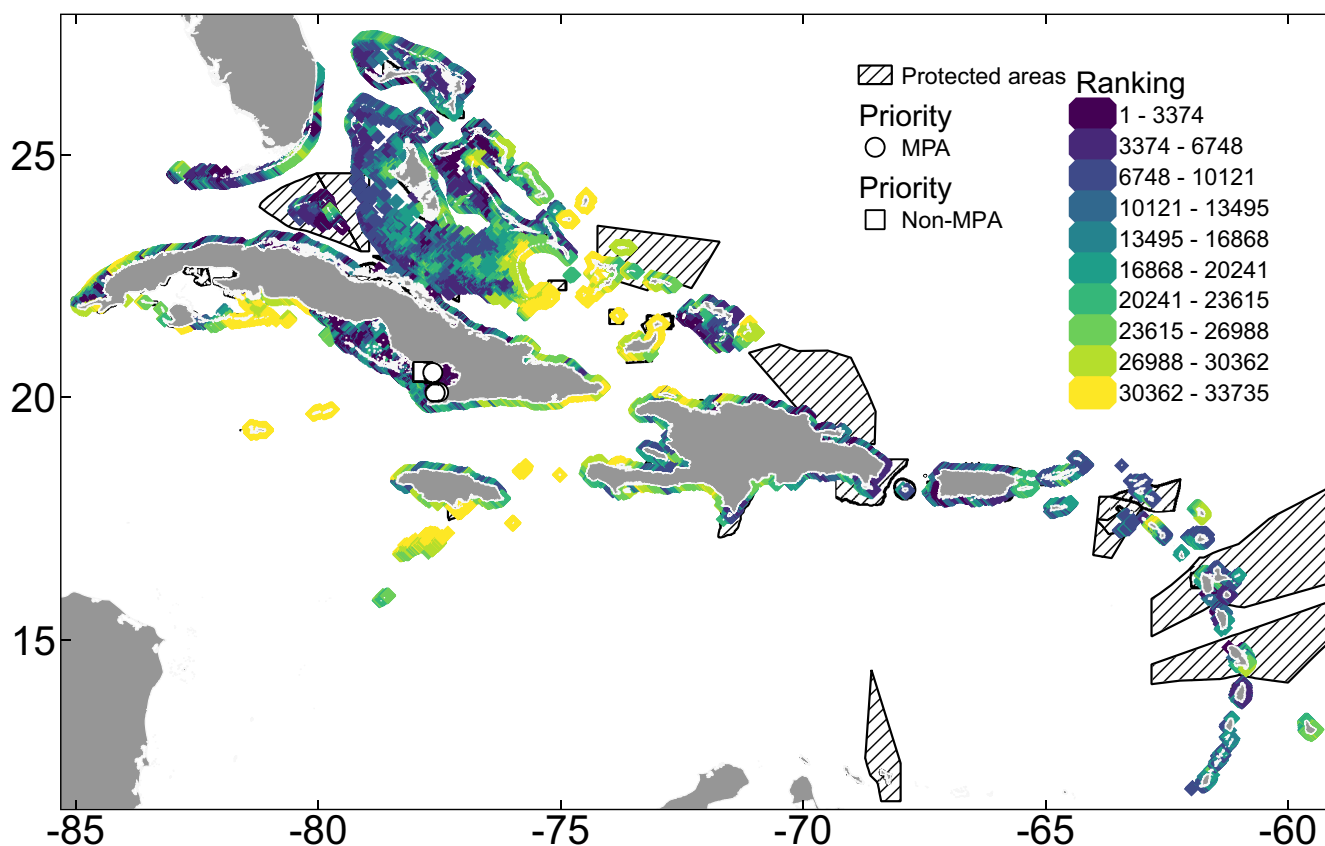 Protected areas
Priority
MPA
Priority
Non-MPA
Ranking
1 - 3374
3374 - 6748
6748 - 10121
10121 - 13495
13495 - 16868
16868 - 20241
20241 - 23615
23615 - 26988
26988 - 30362
30362 - 33735
25
20
15
-85
-80
-75
-70
-65
-60